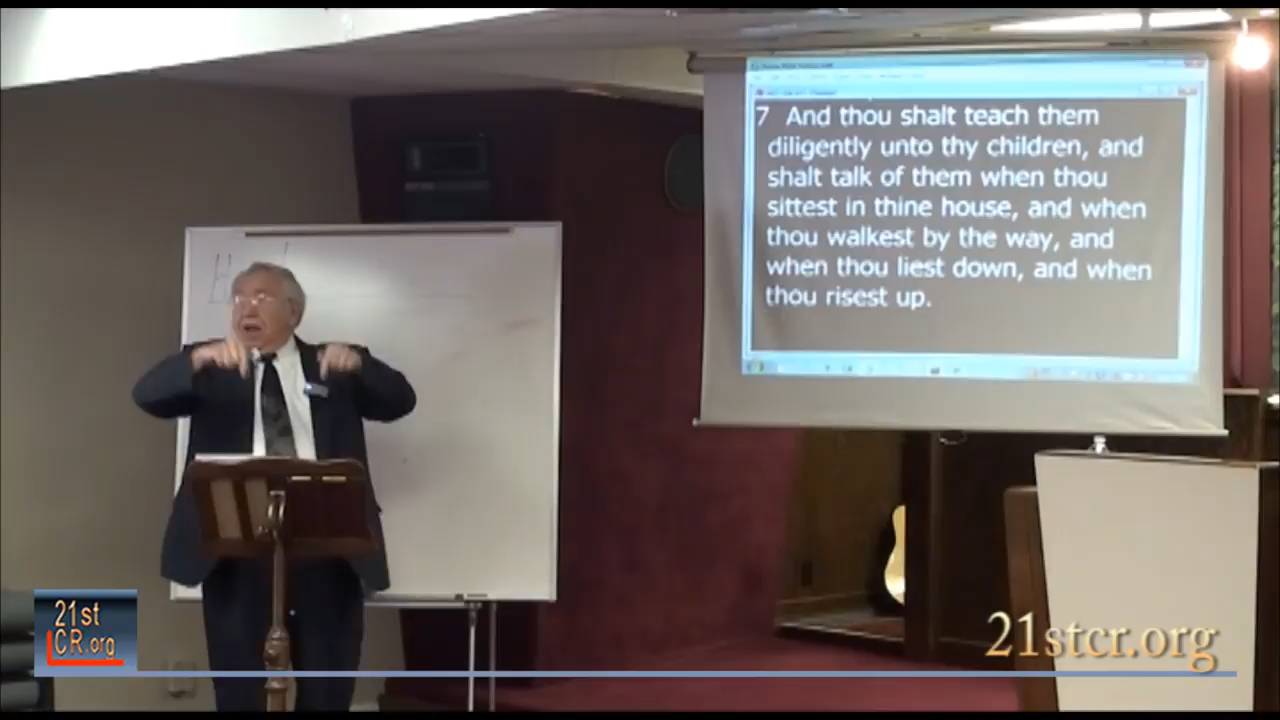 7 And thou shalt teach them
diligently unto thy children, and
shalt talk of them when thou
sittest in thine house, and when
thou walkest by the way, and
when thou liest down, and when
thou risest up.
21st
CR.org
21stcr.org